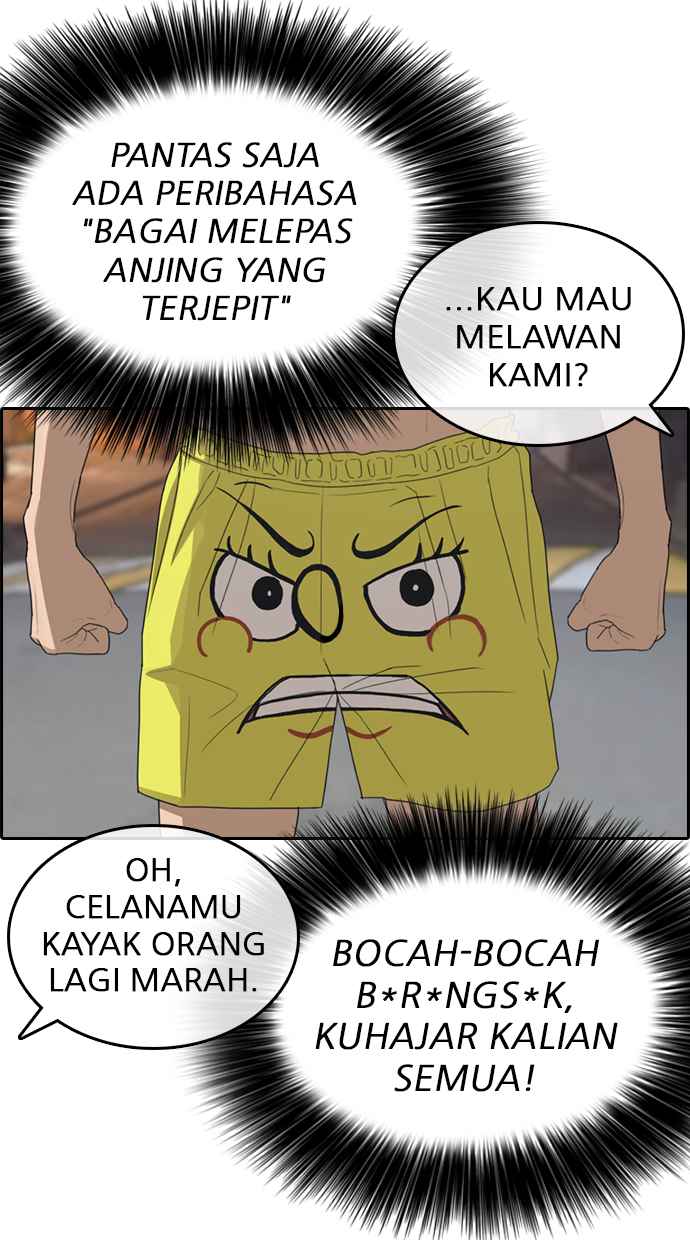 PANTAS SAJA
ADA PERIBAHASA
"BAGAI MELEPAS
ANJING YANG
TERJEPIT"
...KAU MAU
MELAWAN
KAMI?
OH,
CELANAMU
KAYAK ORANG
LAGI MARAH.
BOCAH-BOCAH
B*R*NGS*K,
KUHAJAR KALIAN
SEMUA!